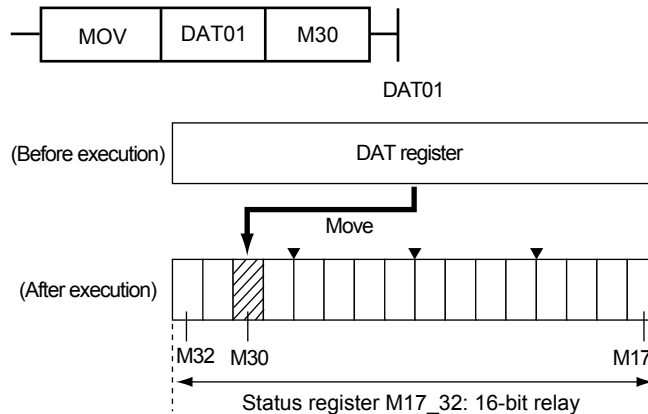 MOV DAT01 M30
DAT01
(Before execution) DAT register
Move
(After execution)
M32 M30 M17
Status register M17_32: 16-bit relay